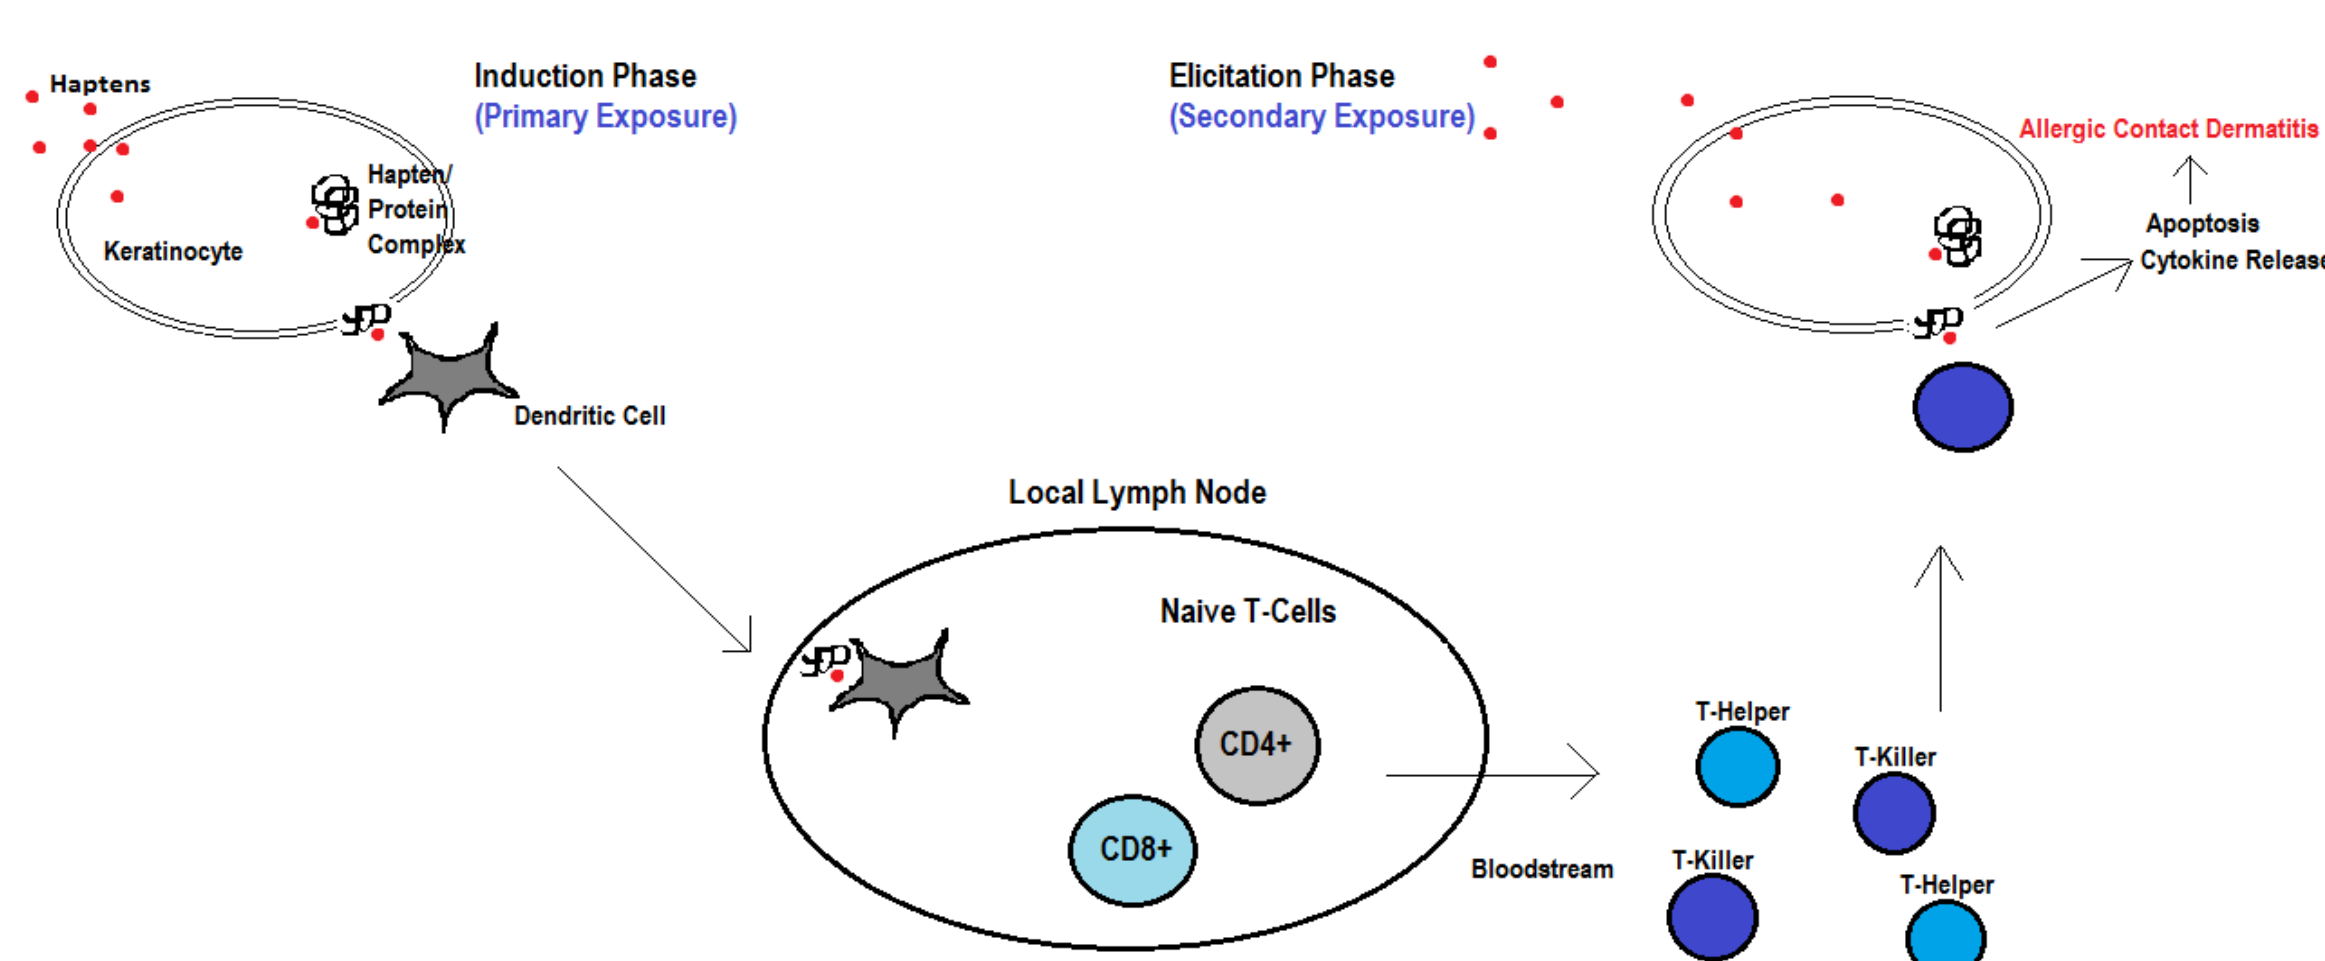 Haptens
Induction Phase
(Primary Exposure)
Hapten/
Protein
Complex
Keratinocyte
Dendritic Cell
Elicitation Phase
(Secondary Exposure)
Allergic Contact Dermatitis
Apoptosis
Cytokine Release
Local Lymph Node
Naive T-Cells
CD4+
CD8+
Bloodstream
T-Helper
T-Killer
T-Killer
T-Helper